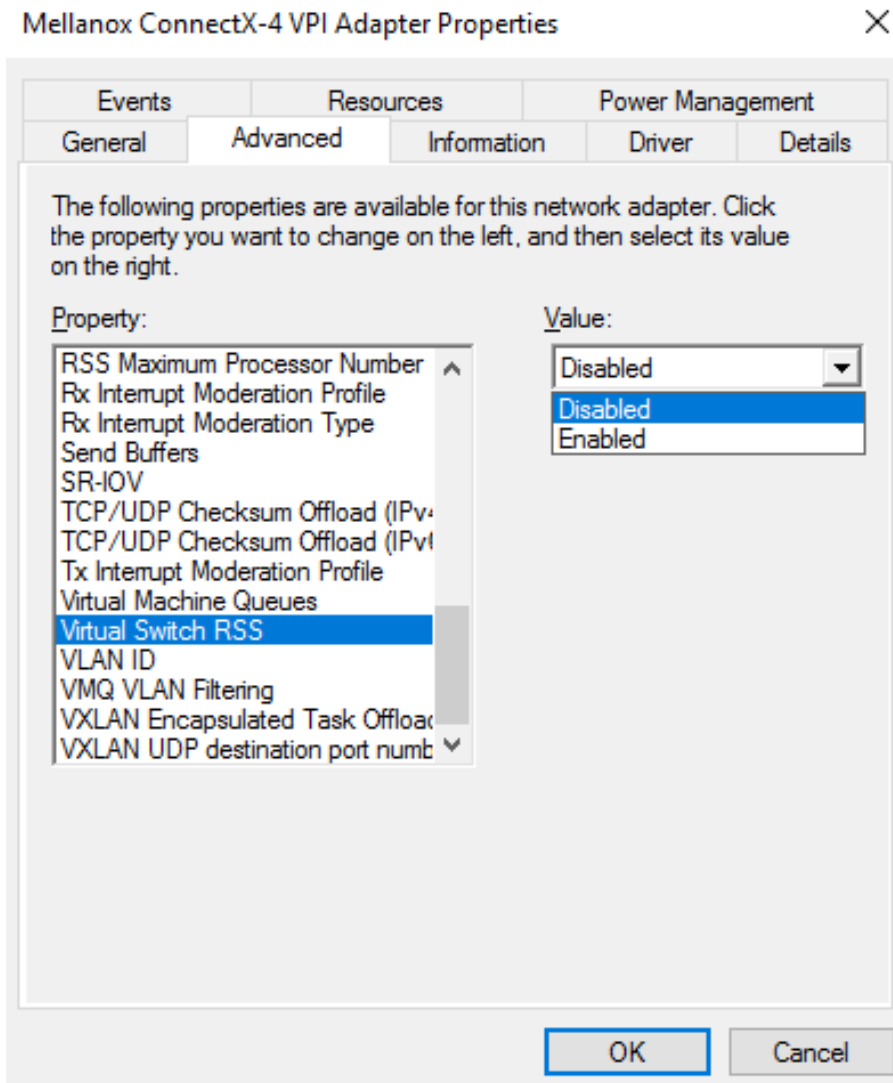 Mellanox ConnectX-4 VPI Adapter Properties
Events Resources Power Management
General Advanced Information Driver Details
The following properties are available for this network adapter. Click
the property you want to change on the left, and then select its value
on the right.
Property:
RSS Maximum Processor Number
Rx Interrupt Moderation Profile
Rx Interrupt Moderation Type
Send Buffers
SR-IOV
TCP/UDP Checksum Offload (IPv4
TCP/UDP Checksum Offload (IPv6
Tx Interrupt Moderation Profile
Virtual Machine Queues
Virtual Switch RSS
VLAN ID
VMQ VLAN Filtering
VXLAN Encapsulated Task Offload
VXLAN UDP destination port numb
Value:
Disabled
Disabled
Enabled
OK Cancel